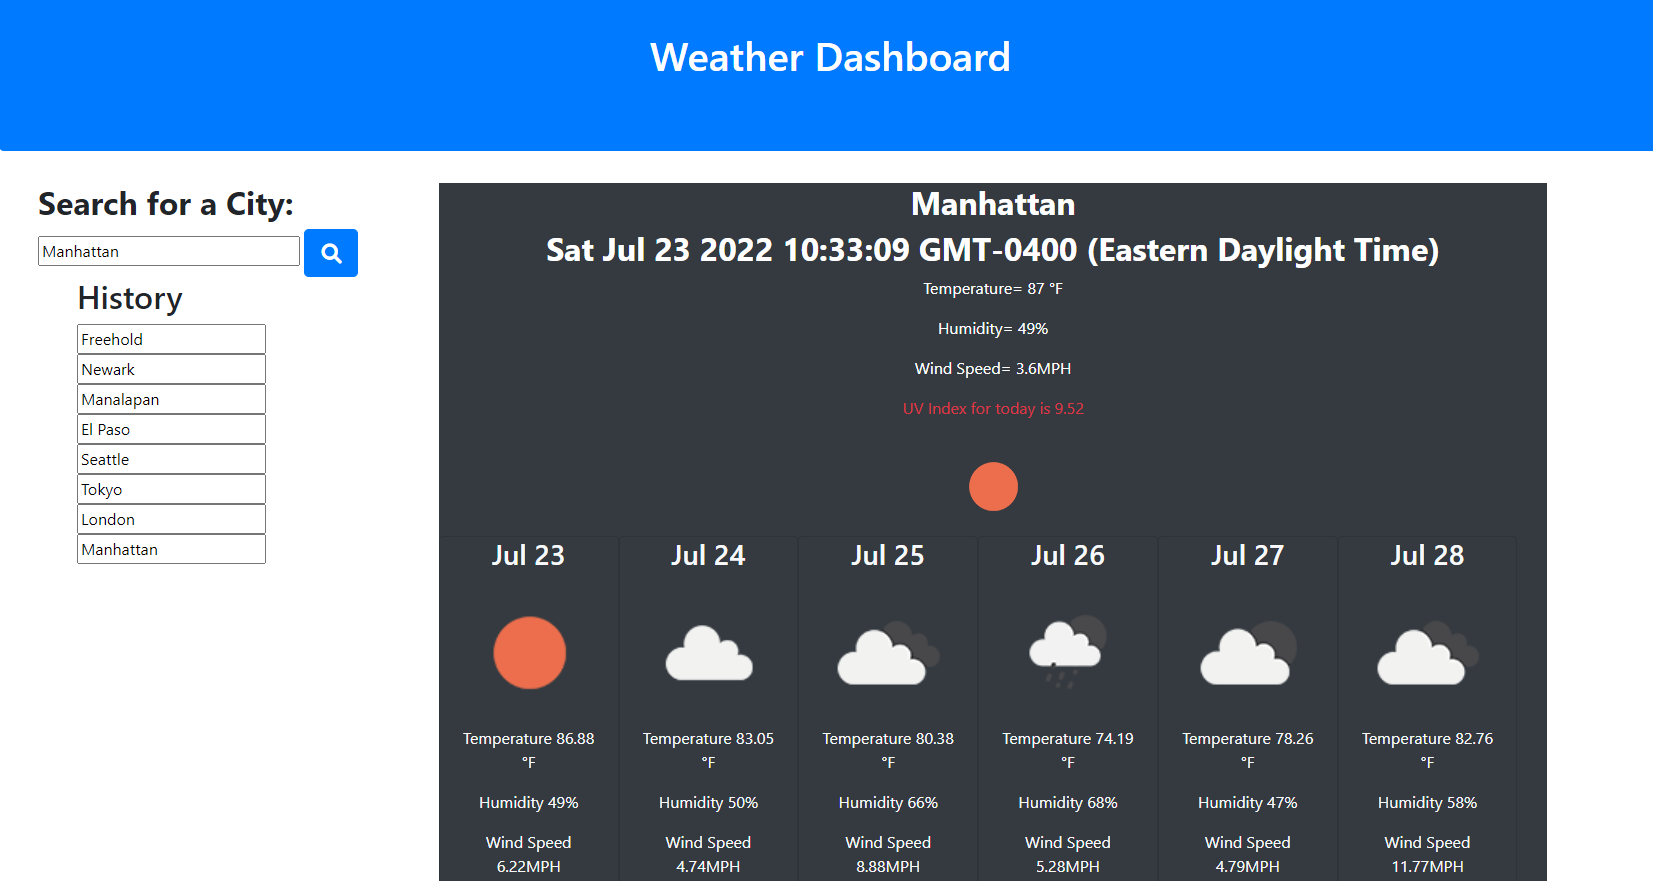 Weather Dashboard
Search for a City:
Manhattan
History
Freehold
Newark
Manalapan
El Paso
Seattle
Tokyo
London
Manhattan
Manhattan
Sat Jul 23 2022 10:33:09 GMT-0400 (Eastern Daylight Time)
Temperature= 87 °F
Humidity= 49%
Wind Speed= 3.6MPH
UV Index for today is 9.52
Jul 23
Temperature 86.88
°F
Humidity 49%
Wind Speed
6.22MPH
Jul 24
Temperature 83.05
°F
Humidity 50%
Wind Speed
4.74MPH
Jul 25
Temperature 80.38
°F
Humidity 66%
Wind Speed
8.88MPH
Jul 26
Temperature 74.19
°F
Humidity 68%
Wind Speed
5.28MPH
Jul 27
Temperature 78.26
°F
Humidity 47%
Wind Speed
4.79MPH
Jul 28
Temperature 82.76
°F
Humidity 58%
Wind Speed
11.77MPH